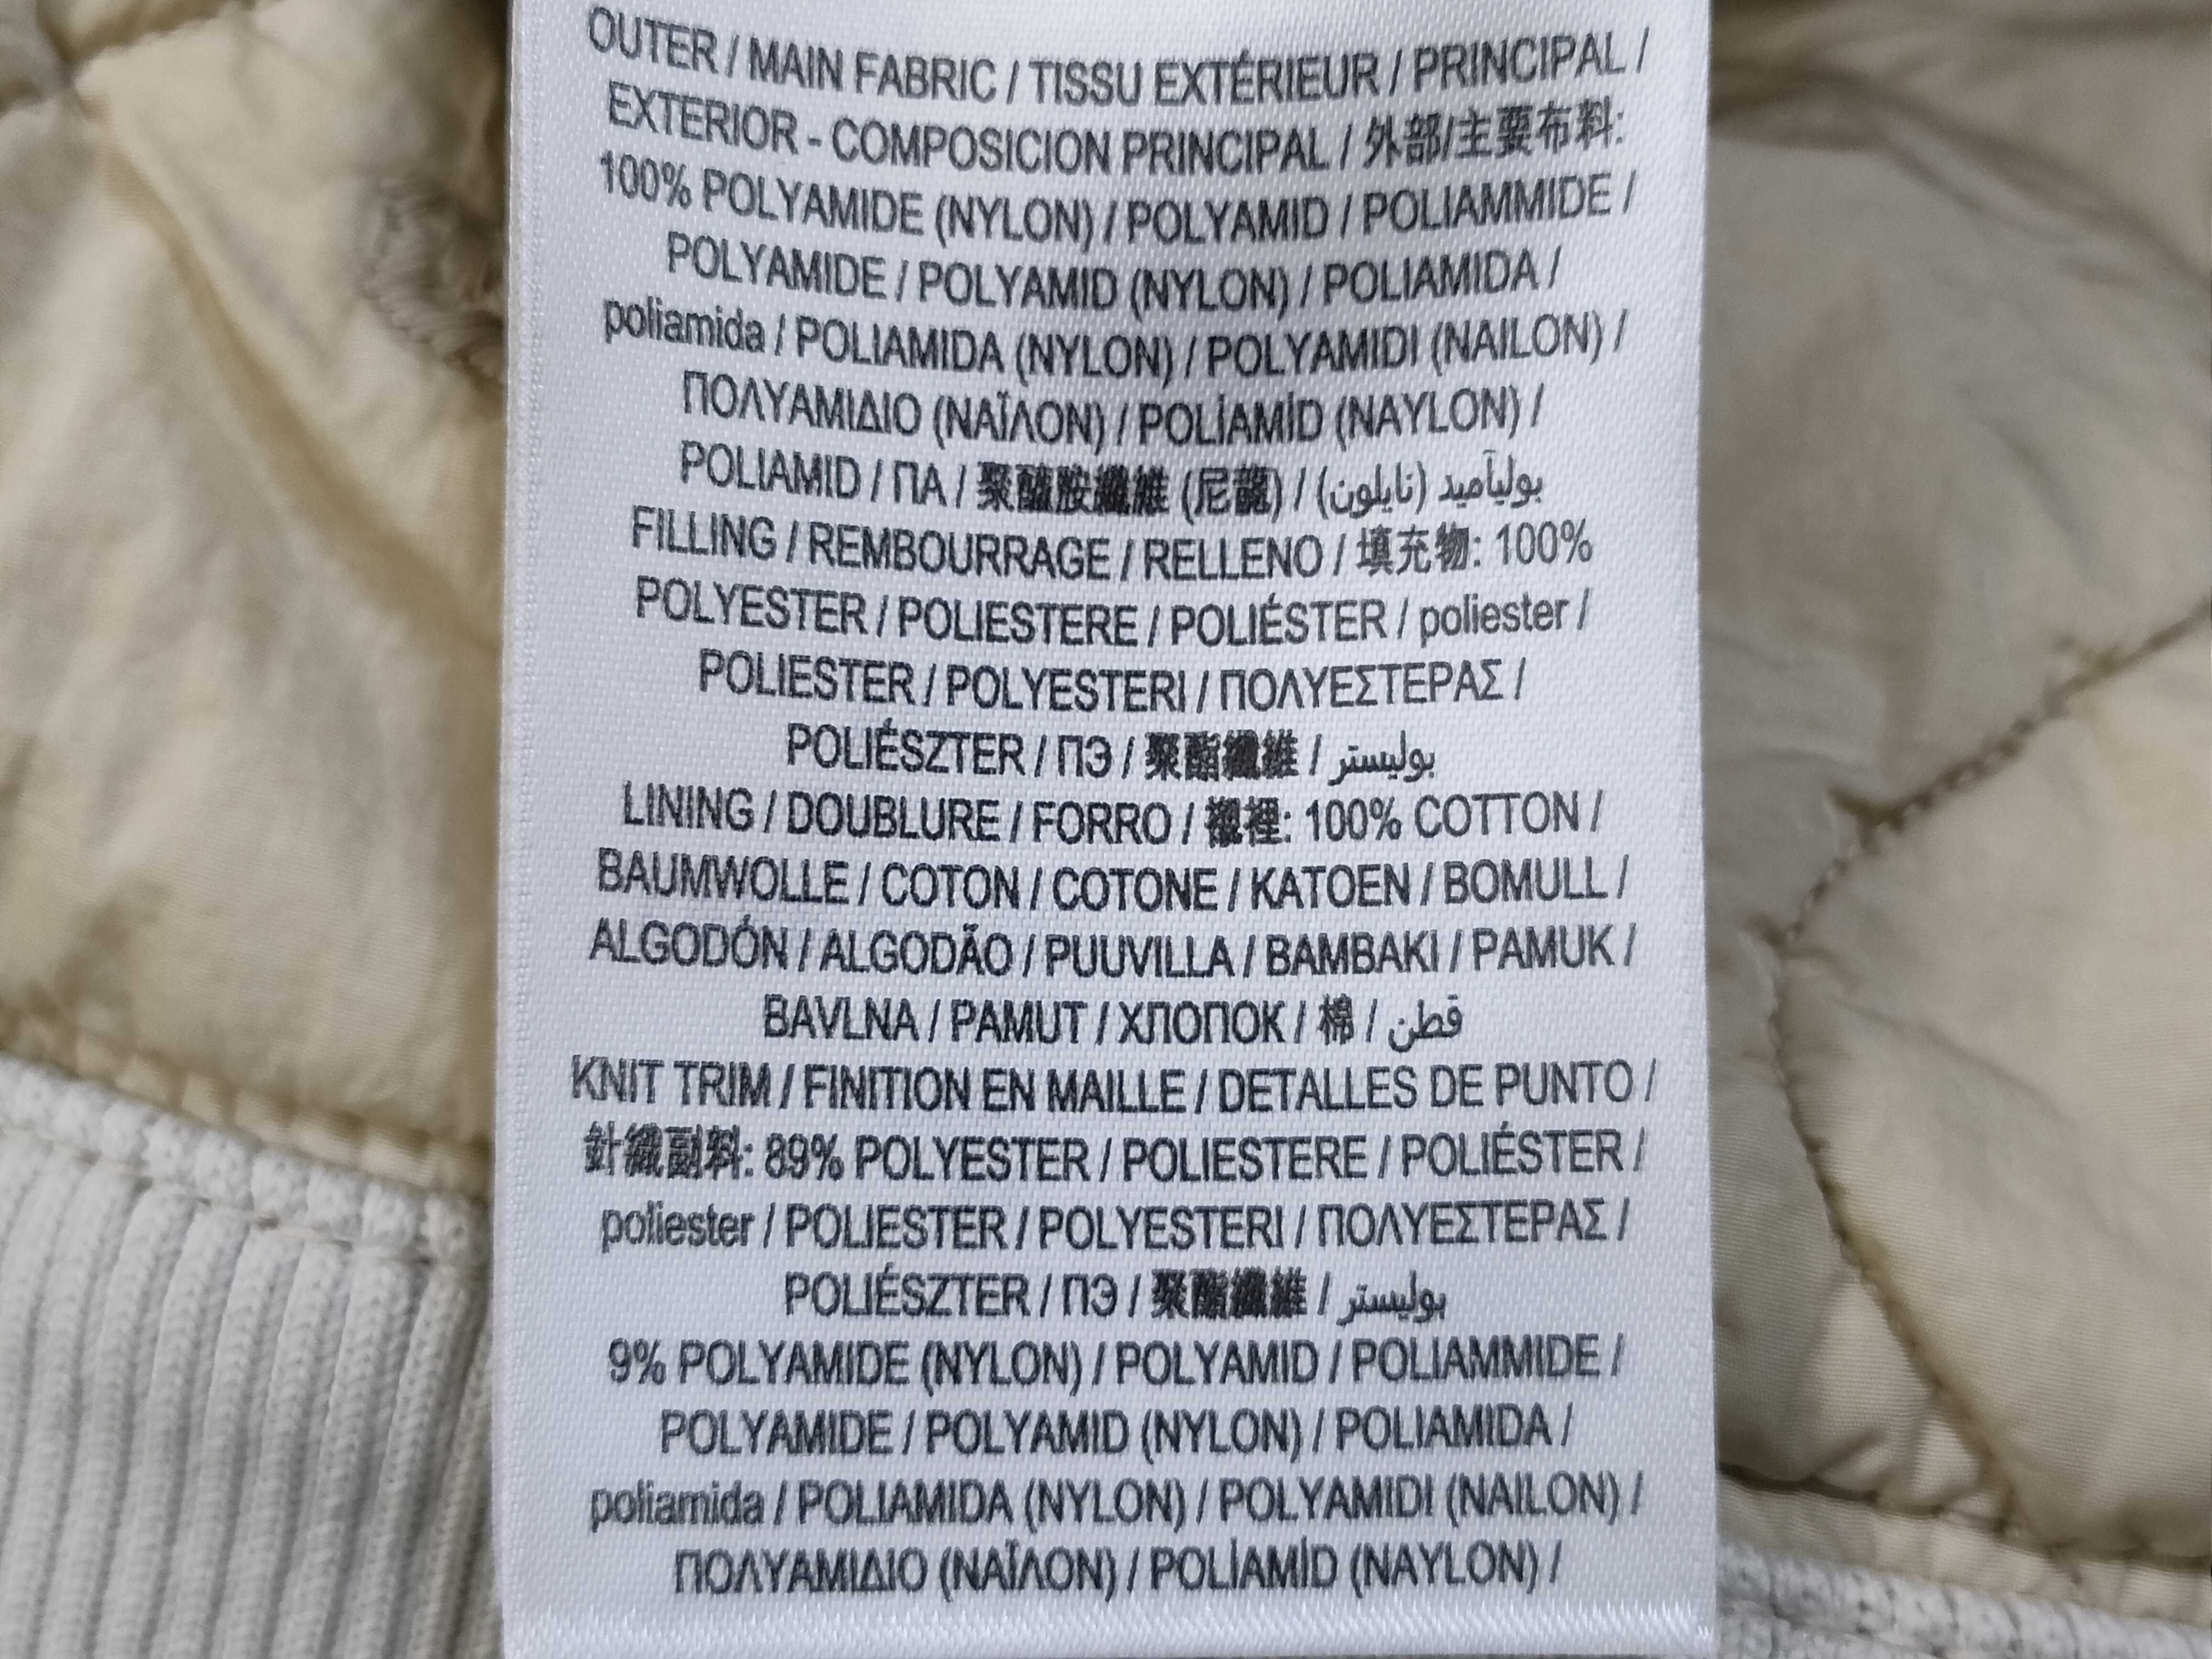 OUTER / MAIN FABRIC / TISSU EXTÉRIEUR / PRINCIPAL /
EXTERIOR - COMPOSICION PRINCIPAL / 外部/主要布料:
100% POLYAMIDE (NYLON) / POLYAMID / POLIAMMIDE /
POLYAMIDE / POLYAMID (NYLON) / POLIAMIDA /
poliamida / POLIAMIDA (NYLON) / POLYAMIDI (NAILON) /
ΠΟΛΥΑΜΙΔΙΟ (ΝΑΪΛΟΝ) / POLİAMİD (NAYLON) /
POLIAMID / ПА / 聚醯胺纖維 (尼龍) / بوليآميد (نايلون)
FILLING / REMBOURRAGE / RELLENO / 填充物: 100%
POLYESTER / POLIESTERE / POLIÉSTER / poliester /
POLIESTER / POLYESTERI / ΠΟΛΥΕΣΤΕΡΑΣ /
POLIÉSZTER / ПЭ / 聚酯纖維 / بوليستر
LINING / DOUBLURE / FORRO / 襯裡: 100% COTTON /
BAUMWOLLE / COTON / COTONE / KATOEN / BOMULL /
ALGODÓN / ALGODÃO / PUUVILLA / BAMBAKI / PAMUK /
BAVLNA / PAMUT / ХЛОПОК / 棉 / قطن
KNIT TRIM / FINITION EN MAILLE / DETALLES DE PUNTO /
針織副料: 89% POLYESTER / POLIESTERE / POLIÉSTER /
poliester / POLIESTER / POLYESTERI / ΠΟΛΥΕΣΤΕΡΑΣ /
POLIÉSZTER / ПЭ / 聚酯纖維 / بوليستر
9% POLYAMIDE (NYLON) / POLYAMID / POLIAMMIDE /
POLYAMIDE / POLYAMID (NYLON) / POLIAMIDA /
poliamida / POLIAMIDA (NYLON) / POLYAMIDI (NAILON) /
ΠΟΛΥΑΜΙΔΙΟ (ΝΑΪΛΟΝ) / POLİAMİD (NAYLON) /